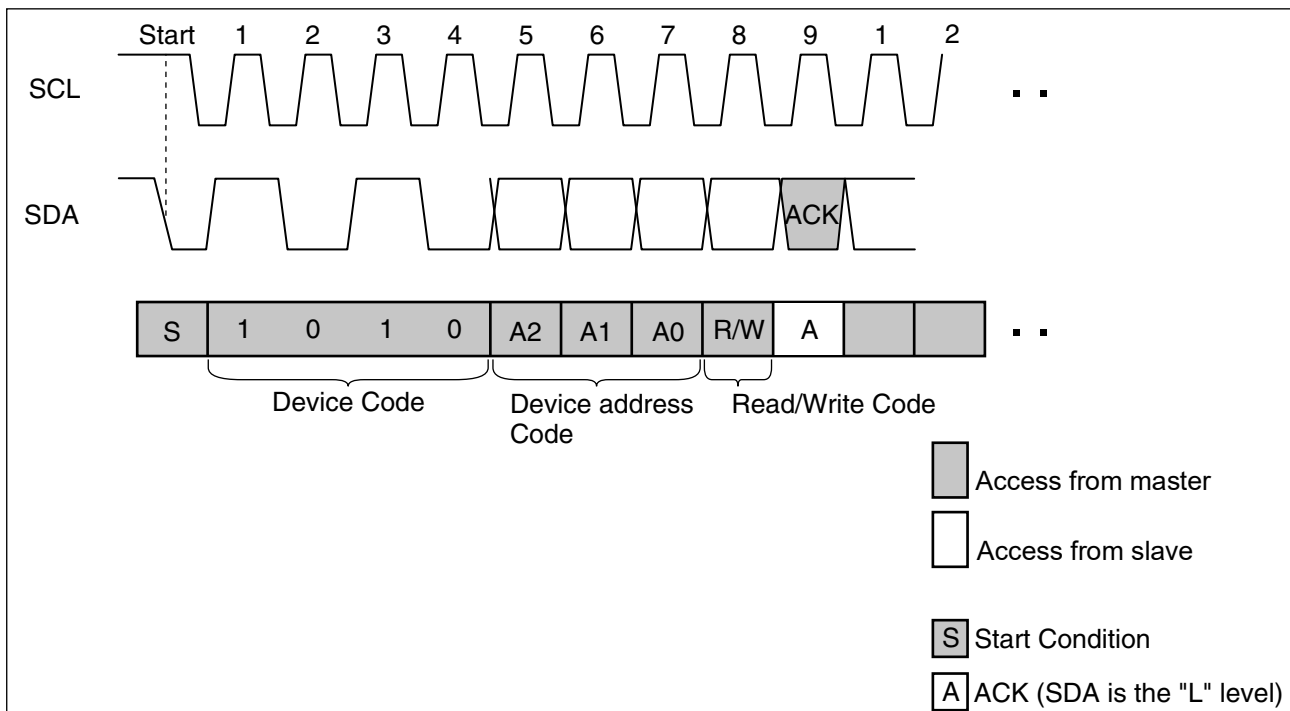 Start 1 2 3 4 5 6 7 8 9 1 2
SCL
SDA
ACK
S 1 0 1 0 A2 A1 A0 R/W A
Device Code
Device address
Code
Read/Write Code
Access from master
Access from slave
S Start Condition
A ACK (SDA is the "L" level)